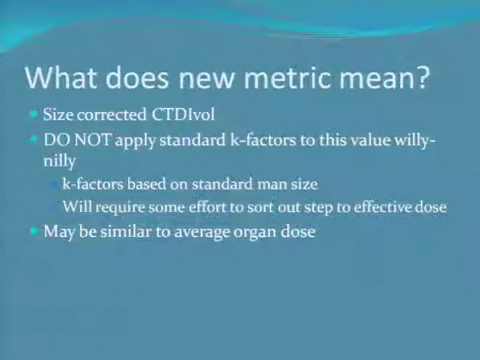 What does new metric mean?
Size corrected CTDIvol
DO NOT apply standard k-factors to this value willy-
nilly
k-factors based on standard man size
Will require some effort to sort out step to effective dose
May be similar to average organ dose